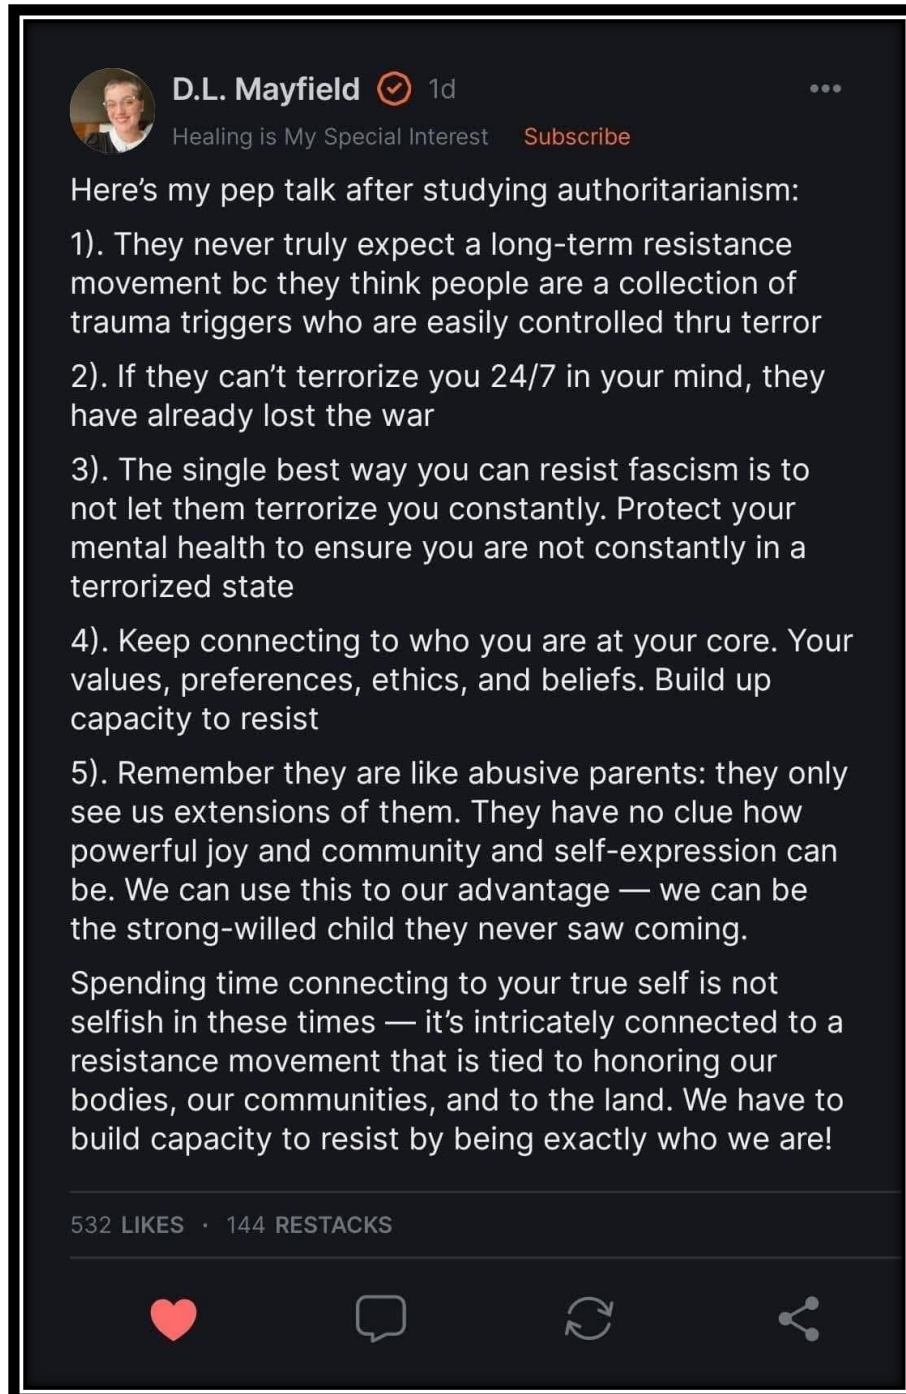 D.L. Mayfield 1d
Healing is My Special Interest Subscribe
Here's my pep talk after studying authoritarianism:
1). They never truly expect a long-term resistance
movement bc they think people are a collection of
trauma triggers who are easily controlled thru terror
2). If they can't terrorize you 24/7 in your mind, they
have already lost the war
3). The single best way you can resist fascism is to
not let them terrorize you constantly. Protect your
mental health to ensure you are not constantly in a
terrorized state
4). Keep connecting to who you are at your core. Your
values, preferences, ethics, and beliefs. Build up
capacity to resist
5). Remember they are like abusive parents: they only
see us extensions of them. They have no clue how
powerful joy and community and self-expression can
be. We can use this to our advantage — we can be
the strong-willed child they never saw coming.
Spending time connecting to your true self is not
selfish in these times — it's intricately connected to a
resistance movement that is tied to honoring our
bodies, our communities, and to the land. We have to
build capacity to resist by being exactly who we are!
532 LIKES · 144 RESTACKS